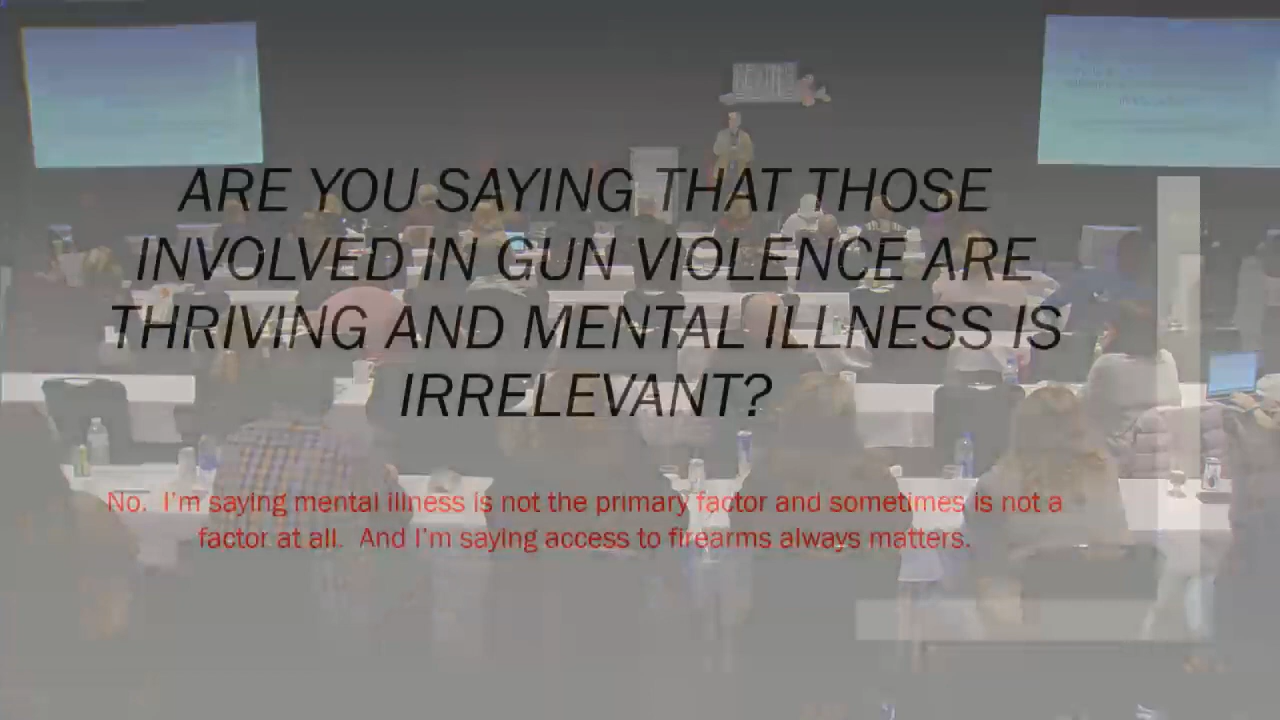 ARE YOU SAYING THAT THOSE
INVOLVED IN GUN VIOLENCE ARE
THRIVING AND MENTAL ILLNESS IS
IRRELEVANT?
No. I'm saying mental illness is not the primary factor and sometimes is not a
factor at all. And I'm saying access to firearms always matters.